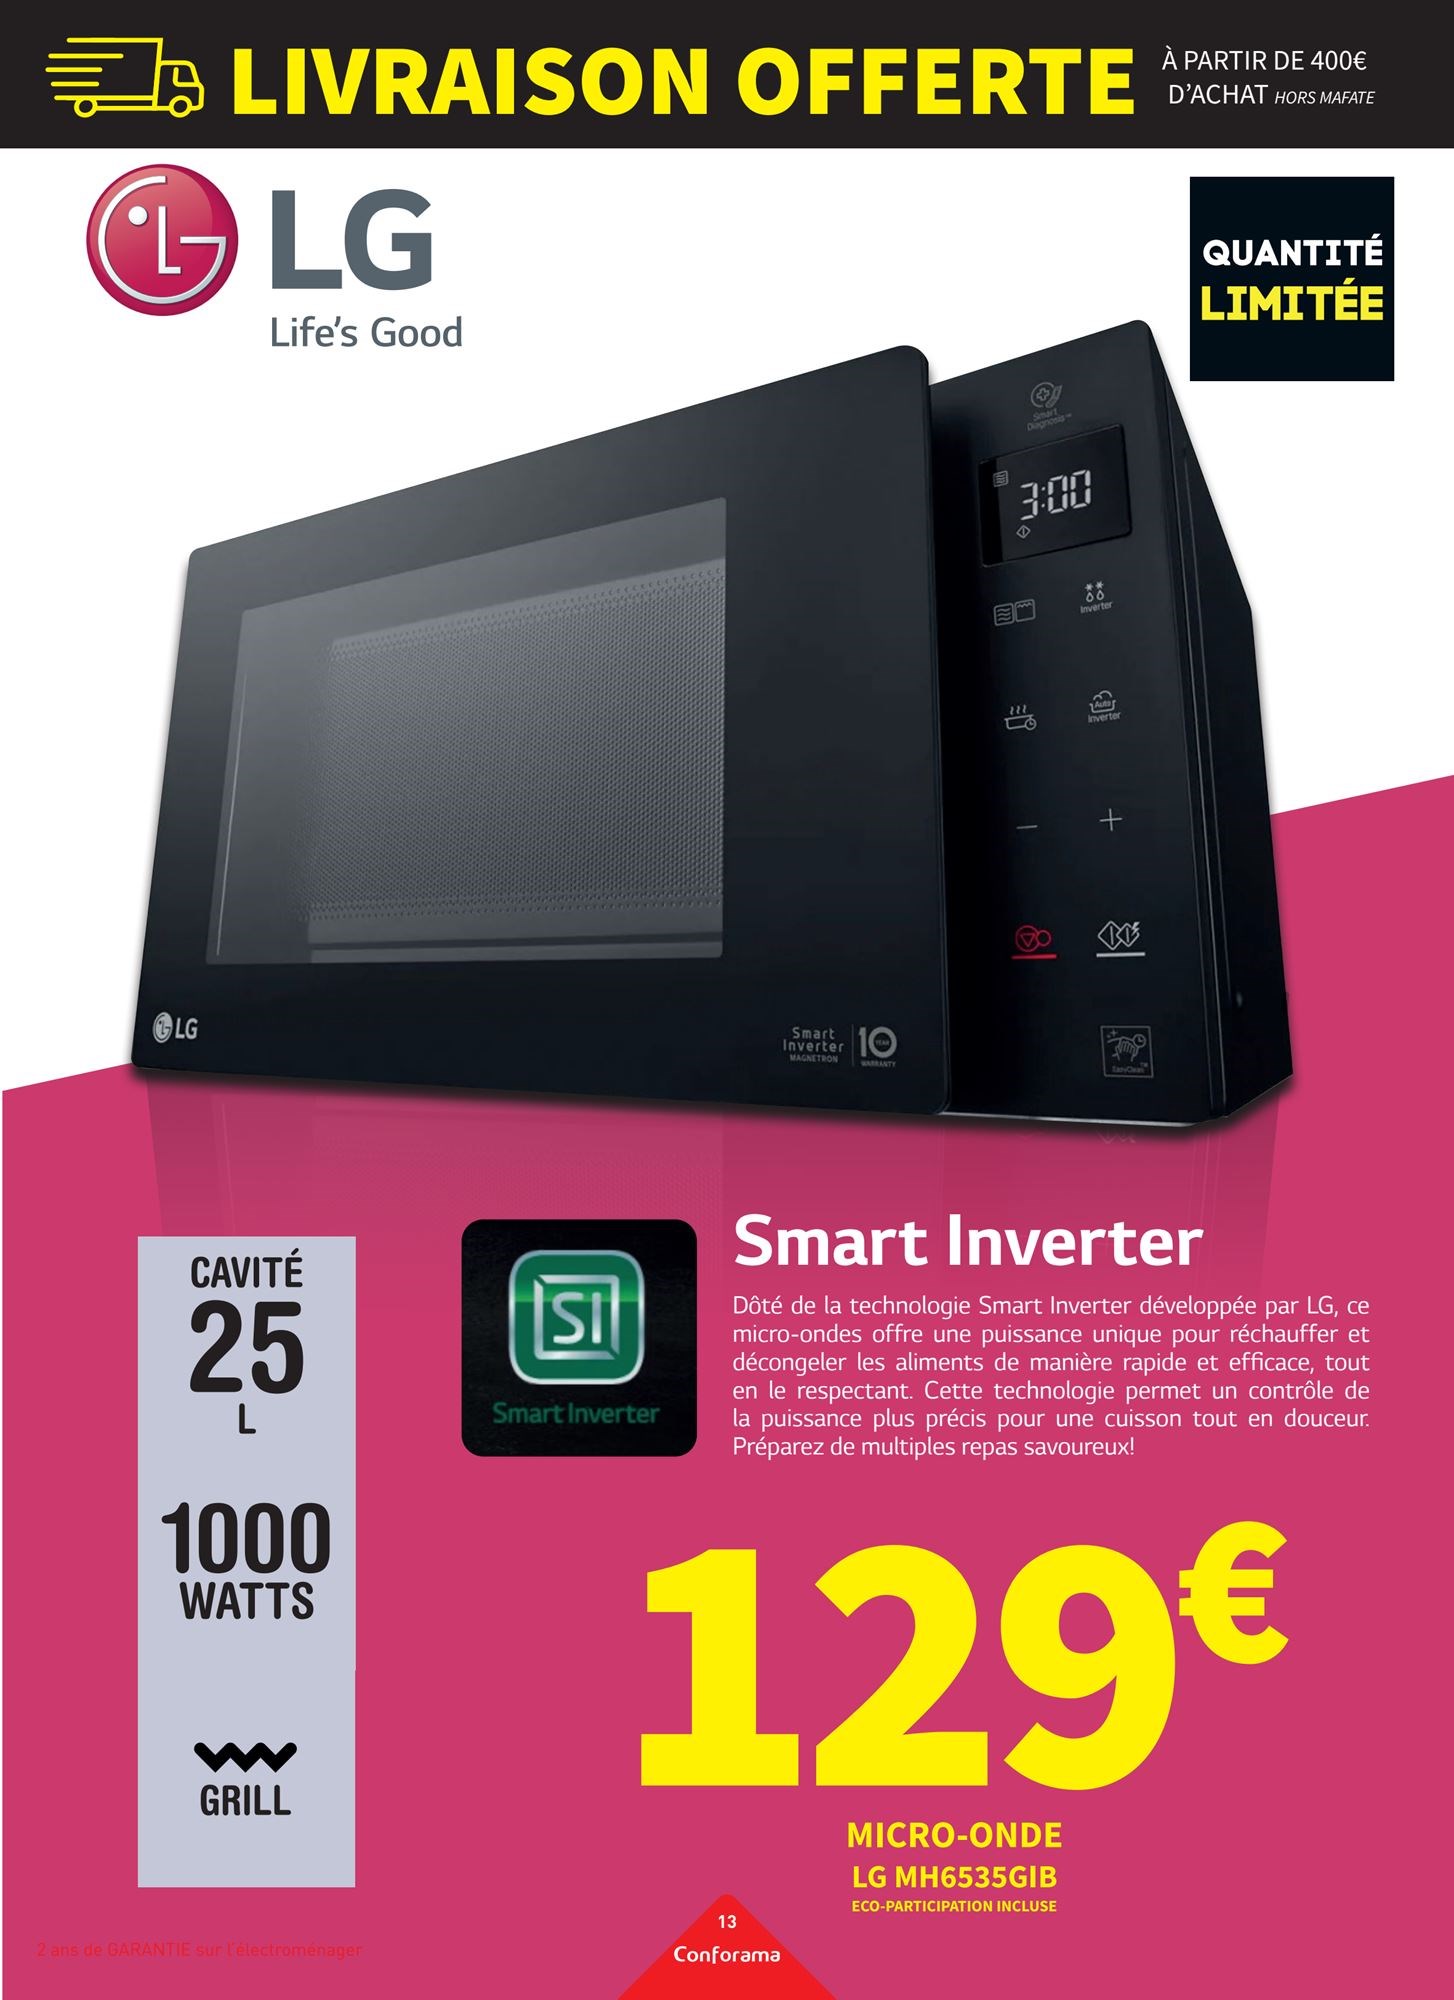 LIVRAISON OFFERTE
À PARTIR DE 400€
D'ACHAT HORS MAFATE
LG
Life's Good
QUANTITÉ
LIMITÉE
Smart
Diagnosis™
3:00
Inverter
Auto
Inverter
LG
Smart
Inverter
MAGNETRON
10
YEAR
WARRANTY
EasyClean™
CAVITÉ
25
L
1000
WATTS
GRILL
SI
Smart Inverter
Smart Inverter
Dôté de la technologie Smart Inverter développée par LG, ce
micro-ondes offre une puissance unique pour réchauffer et
décongeler les aliments de manière rapide et efficace, tout
en le respectant. Cette technologie permet un contrôle de
la puissance plus précis pour une cuisson tout en douceur.
Préparez de multiples repas savoureux!
129€
MICRO-ONDE
LG MH6535GIB
ECO-PARTICIPATION INCLUSE
13
Conforama
2 ans de GARANTIE sur l'électroménager